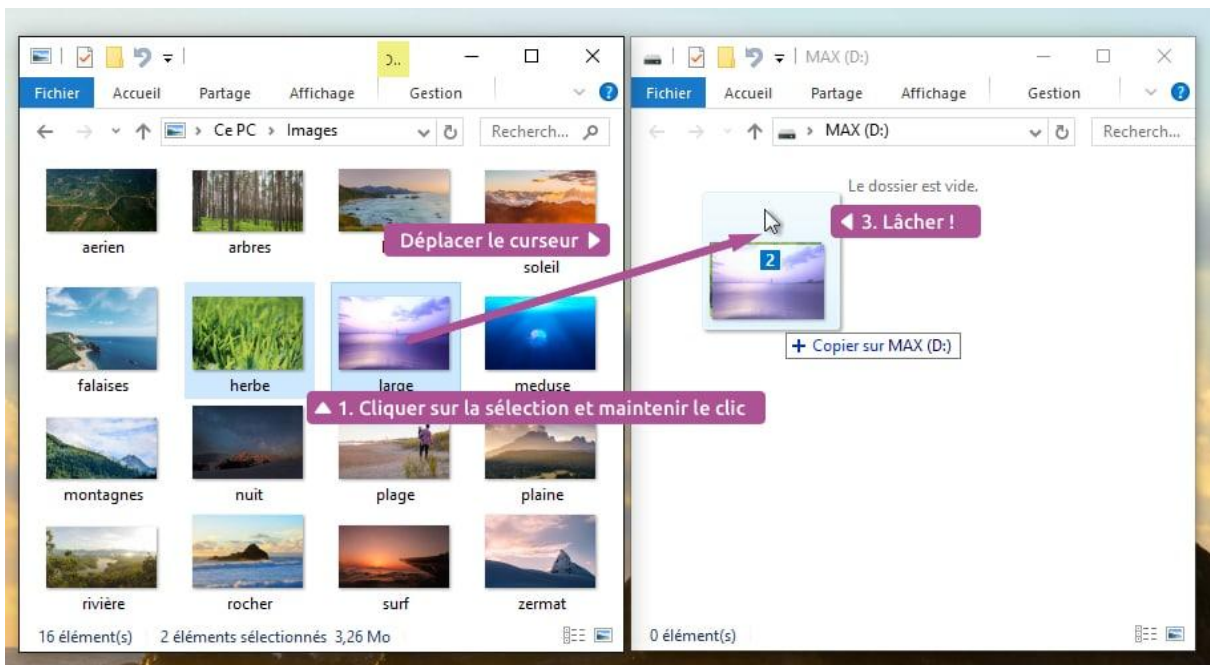 Ɔ..
Fichier Accueil Partage Affichage Gestion
Ce PC > Images
Recherch...
aerien
arbres
Déplacer le curseur
soleil
falaises
herbe
large
meduse
1. Cliquer sur la sélection et maintenir le clic
montagnes
nuit
plage
plaine
rivière
rocher
surf
zermat
16 élément(s) 2 éléments sélectionnés 3,26 Mo
MAX (D:)
Fichier Accueil Partage Affichage Gestion
MAX (D:)
Recherch...
Le dossier est vide.
3. Lâcher !
2
+ Copier sur MAX (D:)
0 élément(s)